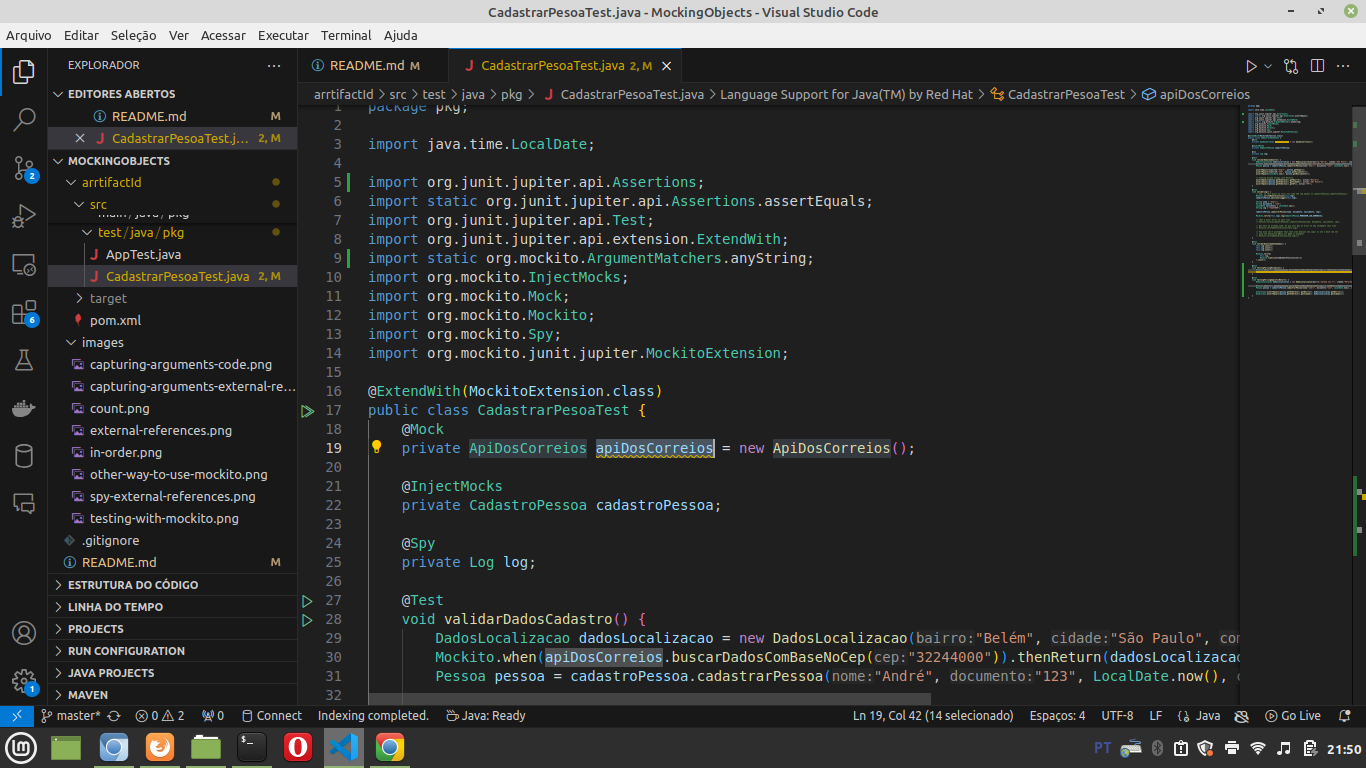 CadastrarPesoaTest.java - MockingObjects - Visual Studio Code
Arquivo Editar Seleção Ver Acessar Executar Terminal Ajuda
EXPLORADOR ···
EDITORES ABERTOS
README.md M
CadastrarPesoaTest.j... 2, M
MOCKINGOBJECTS
arrtifactId
src
main/java/pkg
test/java/pkg
AppTest.java
CadastrarPesoaTest.java 2, M
target
pom.xml
images
capturing-arguments-code.png
capturing-arguments-external-re...
count.png
external-references.png
in-order.png
other-way-to-use-mockito.png
spy-external-references.png
testing-with-mockito.png
.gitignore
README.md M
ESTRUTURA DO CÓDIGO
LINHA DO TEMPO
PROJECTS
RUN CONFIGURATION
JAVA PROJECTS
MAVEN
2
6
1
README.md M
CadastrarPesoaTest.java 2, M
arrtifactId > src > test > java > pkg > CadastrarPesoaTest.java > Language Support for Java(TM) by Red Hat > CadastrarPesoaTest > apiDosCorreios
1 package pkg;
2
3 import java.time.LocalDate;
4
5 import org.junit.jupiter.api.Assertions;
6 import static org.junit.jupiter.api.Assertions.assertEquals;
7 import org.junit.jupiter.api.Test;
8 import org.junit.jupiter.api.extension.ExtendWith;
9 import static org.mockito.ArgumentMatchers.anyString;
10 import org.mockito.InjectMocks;
11 import org.mockito.Mock;
12 import org.mockito.Mockito;
13 import org.mockito.Spy;
14 import org.mockito.junit.jupiter.MockitoExtension;
15
16 @ExtendWith(MockitoExtension.class)
17 public class CadastrarPesoaTest {
18 @Mock
19 private ApiDosCorreios apiDosCorreios = new ApiDosCorreios();
20
21 @InjectMocks
22 private CadastroPessoa cadastroPessoa;
23
24 @Spy
25 private Log log;
26
27 @Test
28 void validarDadosCadastro() {
29 DadosLocalizacao dadosLocalizacao = new DadosLocalizacao(bairro:"Belém", cidade:"São Paulo", com
30 Mockito.when(apiDosCorreios.buscarDadosComBaseNoCep(cep:"32244000")).thenReturn(dadosLocalizacao
31 Pessoa pessoa = cadastroPessoa.cadastrarPessoa(nome:"André", documento:"123", LocalDate.now(), c
32
master* 0 2 0 Connect Indexing completed. Java: Ready Ln 19, Col 42 (14 selecionado) Espaços: 4 UTF-8 LF {} Java Go Live
PT 21:50